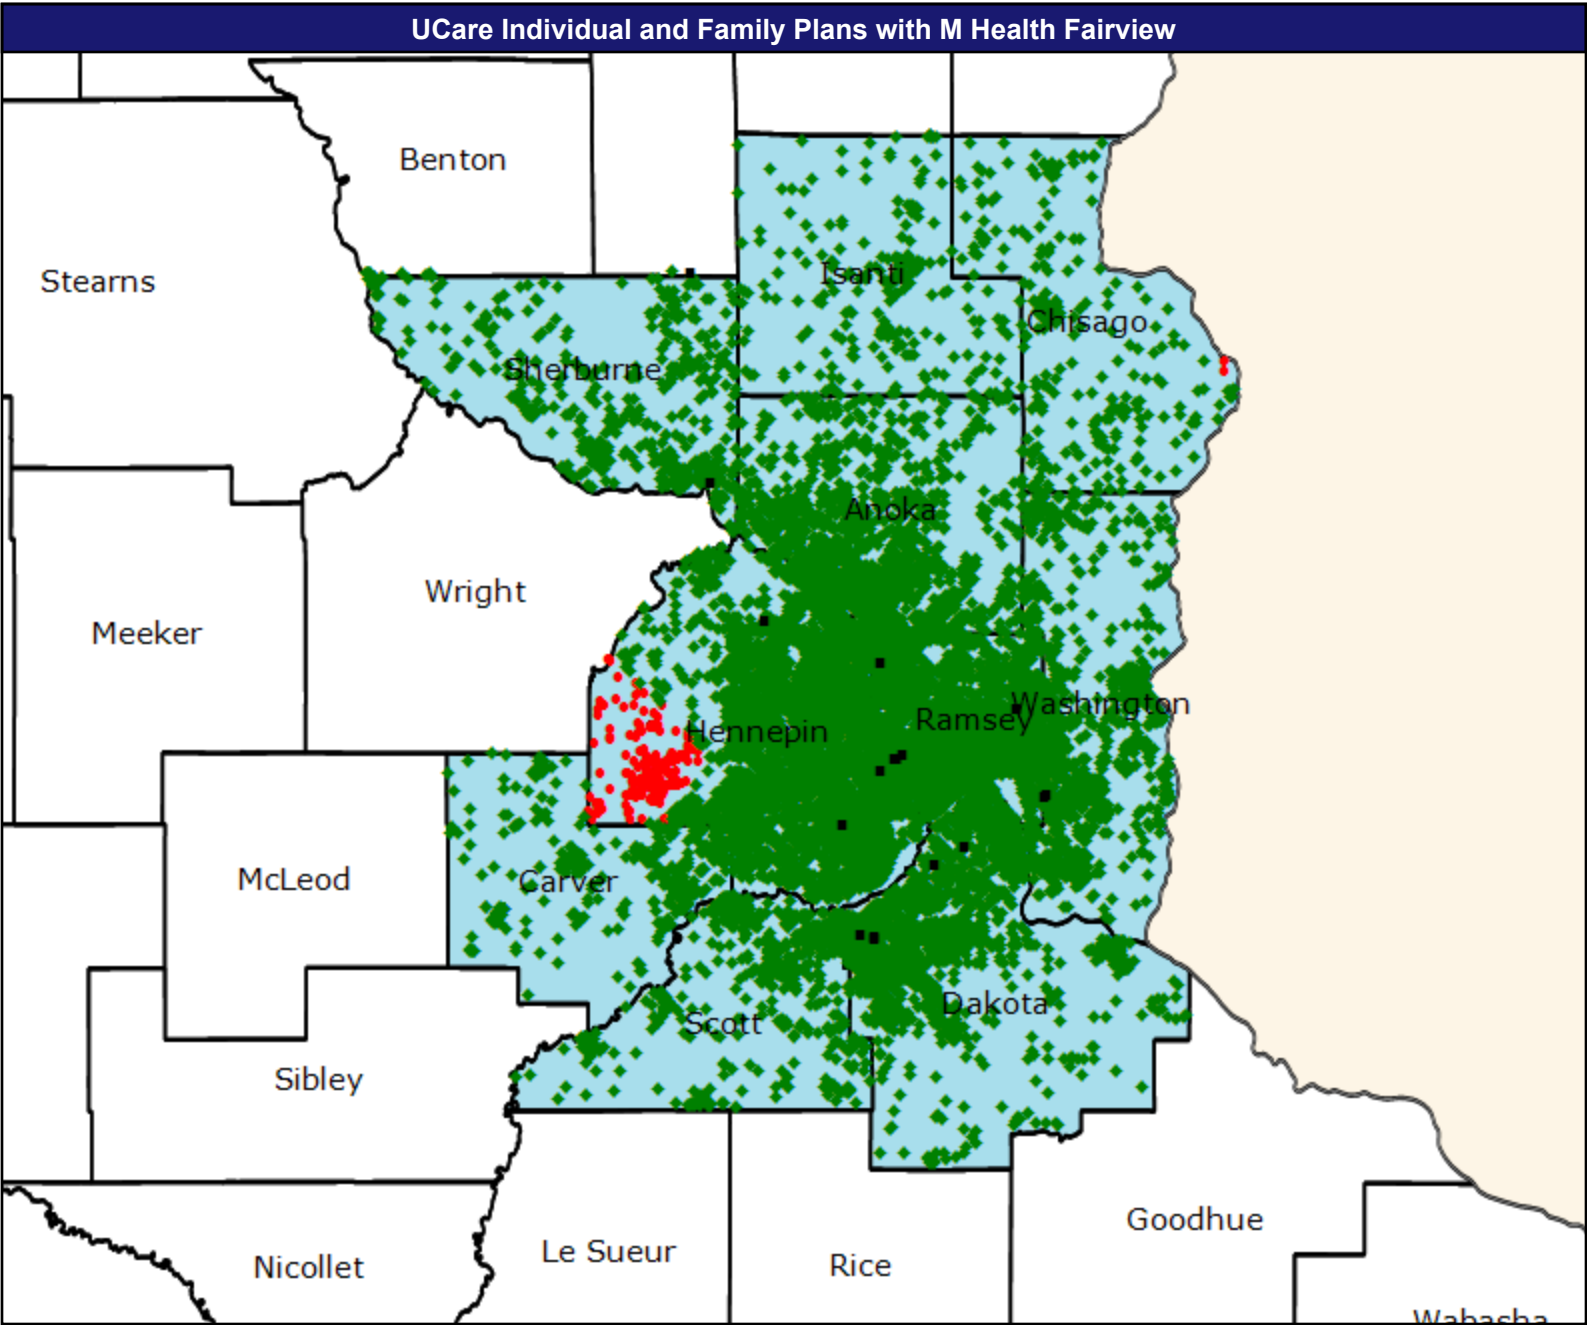 UCare Individual and Family Plans with M Health Fairview
Benton
Stearns
Isanti
Chisago
Sherburne
Anoka
Wright
Meeker
Washington
Ramsey
Hennepin
McLeod
Carver
Dakota
Scott
Sibley
Goodhue
Le Sueur
Rice
Nicollet
Wabasha